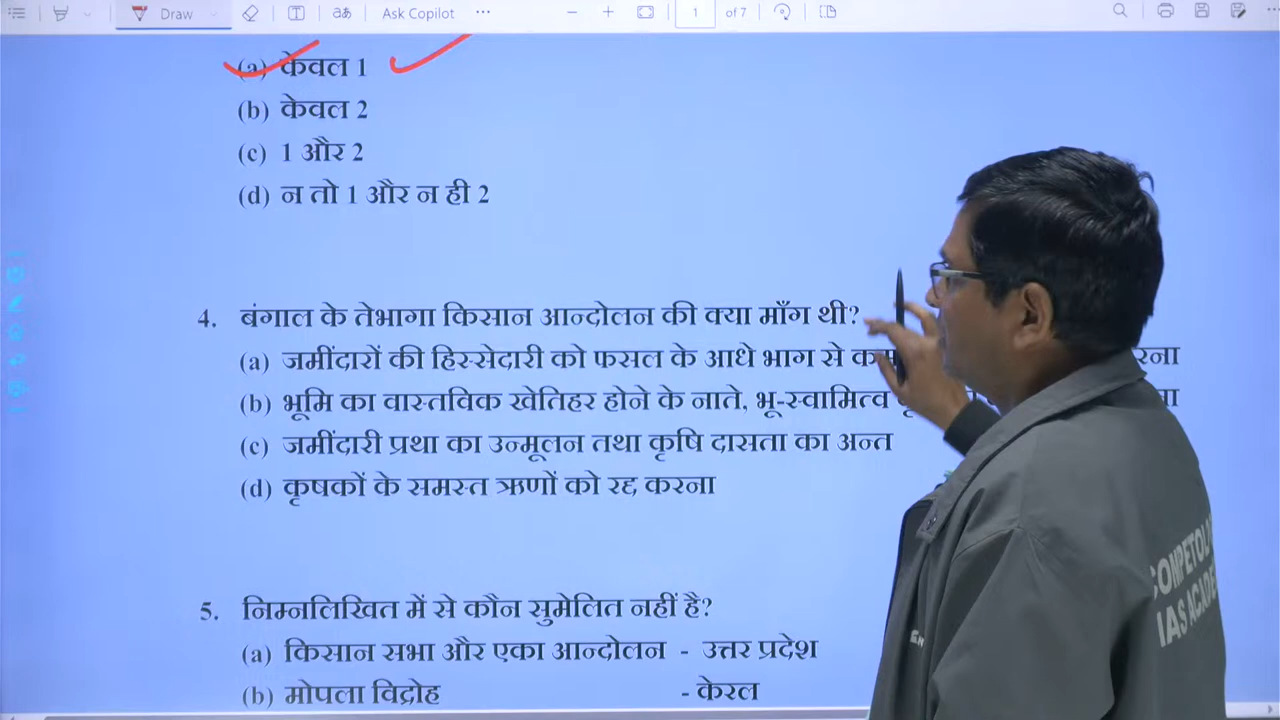 Draw
Ask Copilot
1 of 7
(a) केवल 1
(b) केवल 2
(c) 1 और 2
(d) न तो 1 और न ही 2
4. बंगाल के तेभागा किसान आन्दोलन की क्या माँग थी?
(a) जमींदारों की हिस्सेदारी को फसल के आधे भाग से
(b) भूमि का वास्तविक खेतिहर होने के नाते, भू-स्वामित्व
(c) जमींदारी प्रथा का उन्मूलन तथा कृषि दासता का अन्त
(d) कृषकों के समस्त ऋणों को रद्द करना
5. निम्नलिखित में से कौन सुमेलित नहीं है?
(a) किसान सभा और एका आन्दोलन - उत्तर प्रदेश
(b) मोपला विद्रोह - केरल
IAS